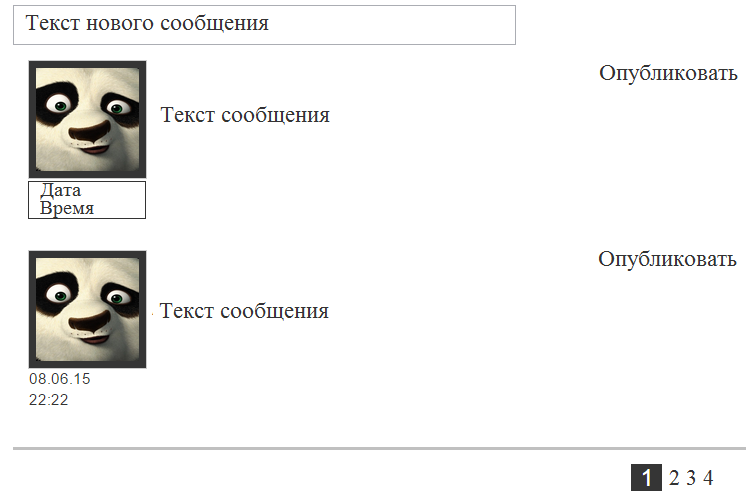 Текст нового сообщения
Опубликовать
Текст сообщения
Дата
Время
Опубликовать
Текст сообщения
08.06.15
22:22
1 2 3 4